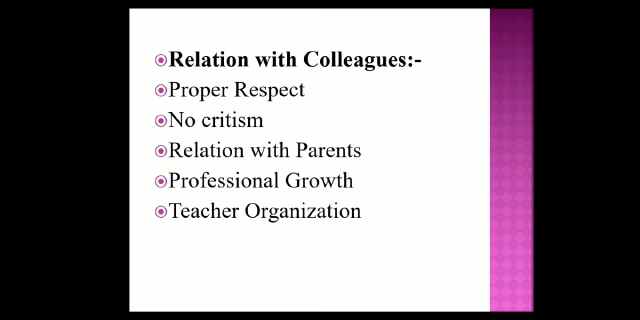 Relation with Colleagues:-
Proper Respect
No critism
Relation with Parents
Professional Growth
Teacher Organization